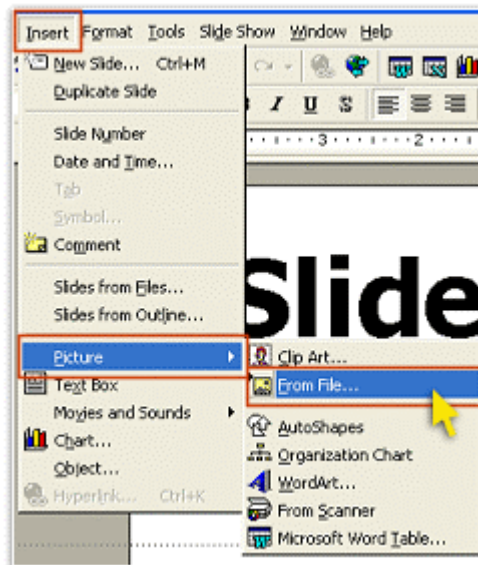 Insert Format Tools Slide Show Window Help
New Slide... Ctrl+M
Duplicate Slide
I U S
Slide Number
3 2
Date and Time...
Tab
Symbol...
Comment
Slides from Files...
Slides from Outline...
Slide
Picture
Clip Art...
Text Box
From File...
Movies and Sounds
AutoShapes
Chart...
Organization Chart
Object...
WordArt...
Hyperlink... Ctrl+K
From Scanner
Microsoft Word Table...